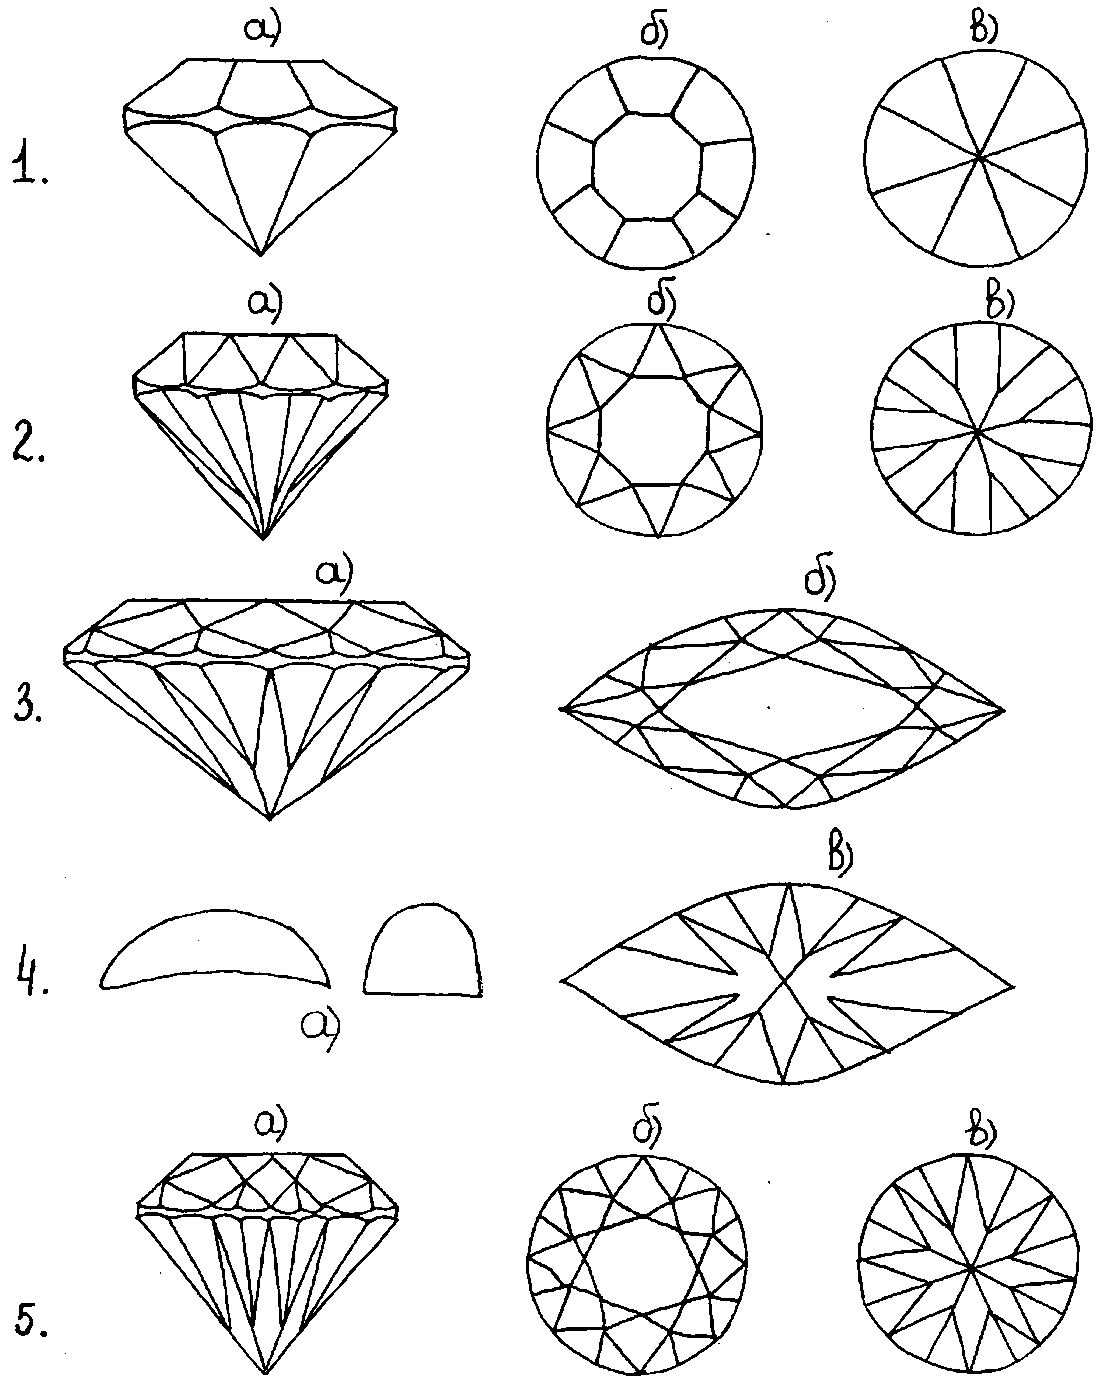 а) б) в)
1.
а) б) в)
2.
а) б)
3.
в)
4.
а)
а) б) в)
5.